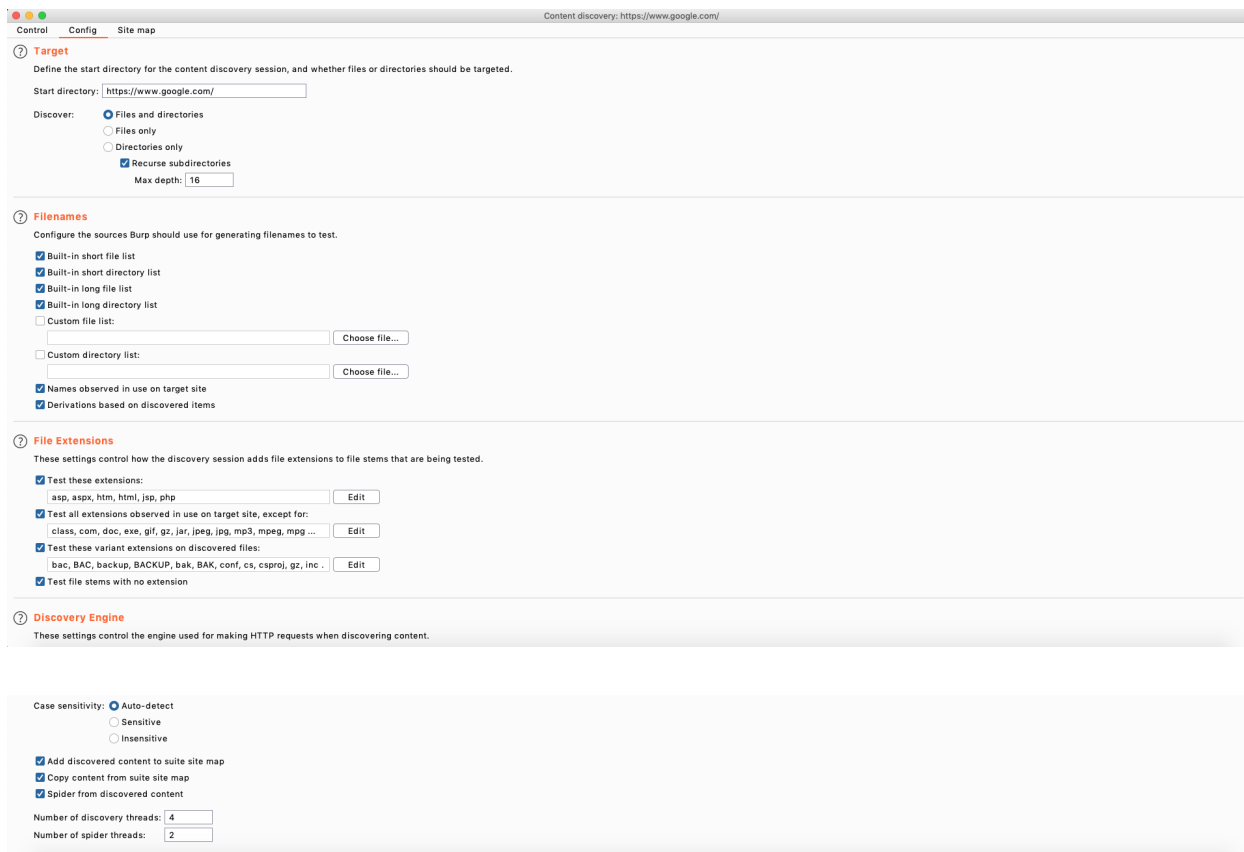 Content discovery: https://www.google.com/
Control Config Site map
? Target
Define the start directory for the content discovery session, and whether files or directories should be targeted.
Start directory: https://www.google.com/
Discover: Files and directories
Files only
Directories only
Recurse subdirectories
Max depth: 16
? Filenames
Configure the sources Burp should use for generating filenames to test.
Built-in short file list
Built-in short directory list
Built-in long file list
Built-in long directory list
Custom file list:
Choose file...
Custom directory list:
Choose file...
Names observed in use on target site
Derivations based on discovered items
? File Extensions
These settings control how the discovery session adds file extensions to file stems that are being tested.
Test these extensions:
asp, aspx, htm, html, jsp, php Edit
Test all extensions observed in use on target site, except for:
class, com, doc, exe, gif, gz, jar, jpeg, jpg, mp3, mpeg, mpg ... Edit
Test these variant extensions on discovered files:
bac, BAC, backup, BACKUP, bak, BAK, conf, cs, csproj, gz, inc . Edit
Test file stems with no extension
? Discovery Engine
These settings control the engine used for making HTTP requests when discovering content.
Case sensitivity: Auto-detect
Sensitive
Insensitive
Add discovered content to suite site map
Copy content from suite site map
Spider from discovered content
Number of discovery threads: 4
Number of spider threads: 2